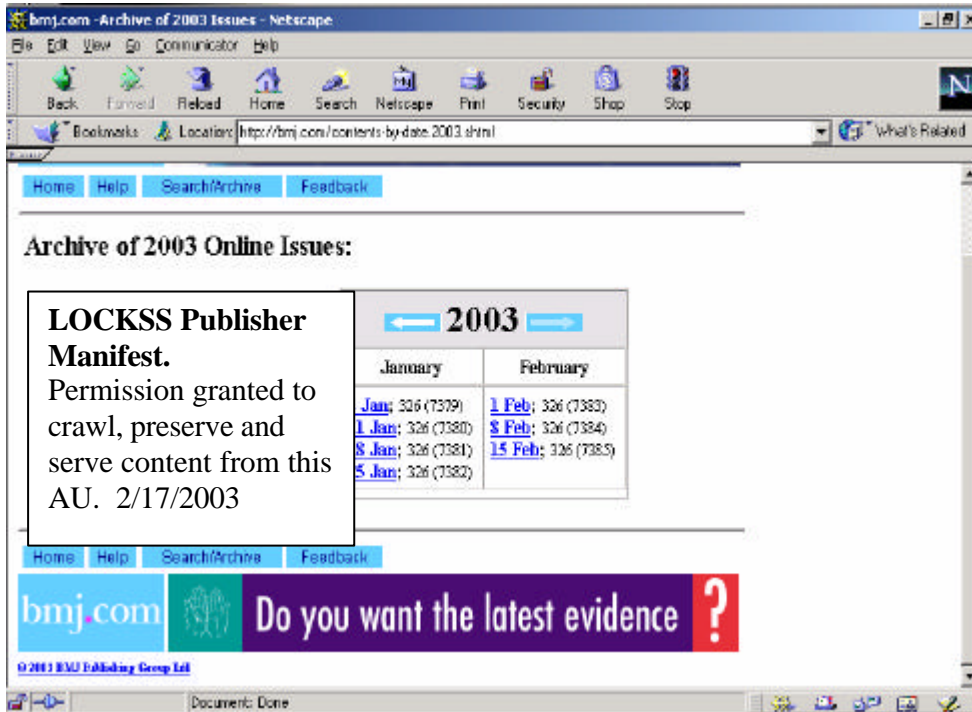 bmj.com -Archive of 2003 Issues - Netscape
File Edit View Go Communicator Help
Back Forward Reload Home Search Netscape Print Security Shop Stop
Bookmarks Location: http://bmj.com/contents-by-date.2003.shtml What's Related
Home Help Search/Archive Feedback
Archive of 2003 Online Issues:
2003
January February
LOCKSS Publisher
Manifest.
Permission granted to
crawl, preserve and
serve content from this
AU. 2/17/2003
Jan; 326 (7379) 1 Feb; 326 (7383)
1 Jan; 326 (7380) 8 Feb; 326 (7384)
8 Jan; 326 (7381) 15 Feb; 326 (7385)
5 Jan; 326 (7382)
Home Help Search/Archive Feedback
bmj.com Do you want the latest evidence ?
© 2003 BMJ Publishing Group Ltd
Document: Done